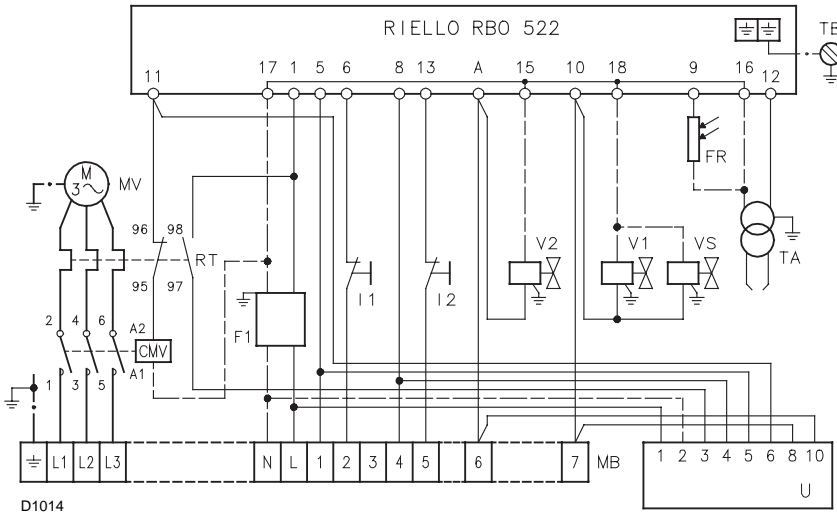 RIELLO RBO 522
TB
11 17 1 5 6 8 13 A 15 10 18 9 16 12
FR
M
3
MV
96 98
RT
95 97
V2 V1 VS
TA
I1 I2
F1
2 4 6 A2
CMV
1 3 5 A1
L1 L2 L3 N L 1 2 3 4 5 6 7 MB
1 2 3 4 5 6 8 10
U
D1014